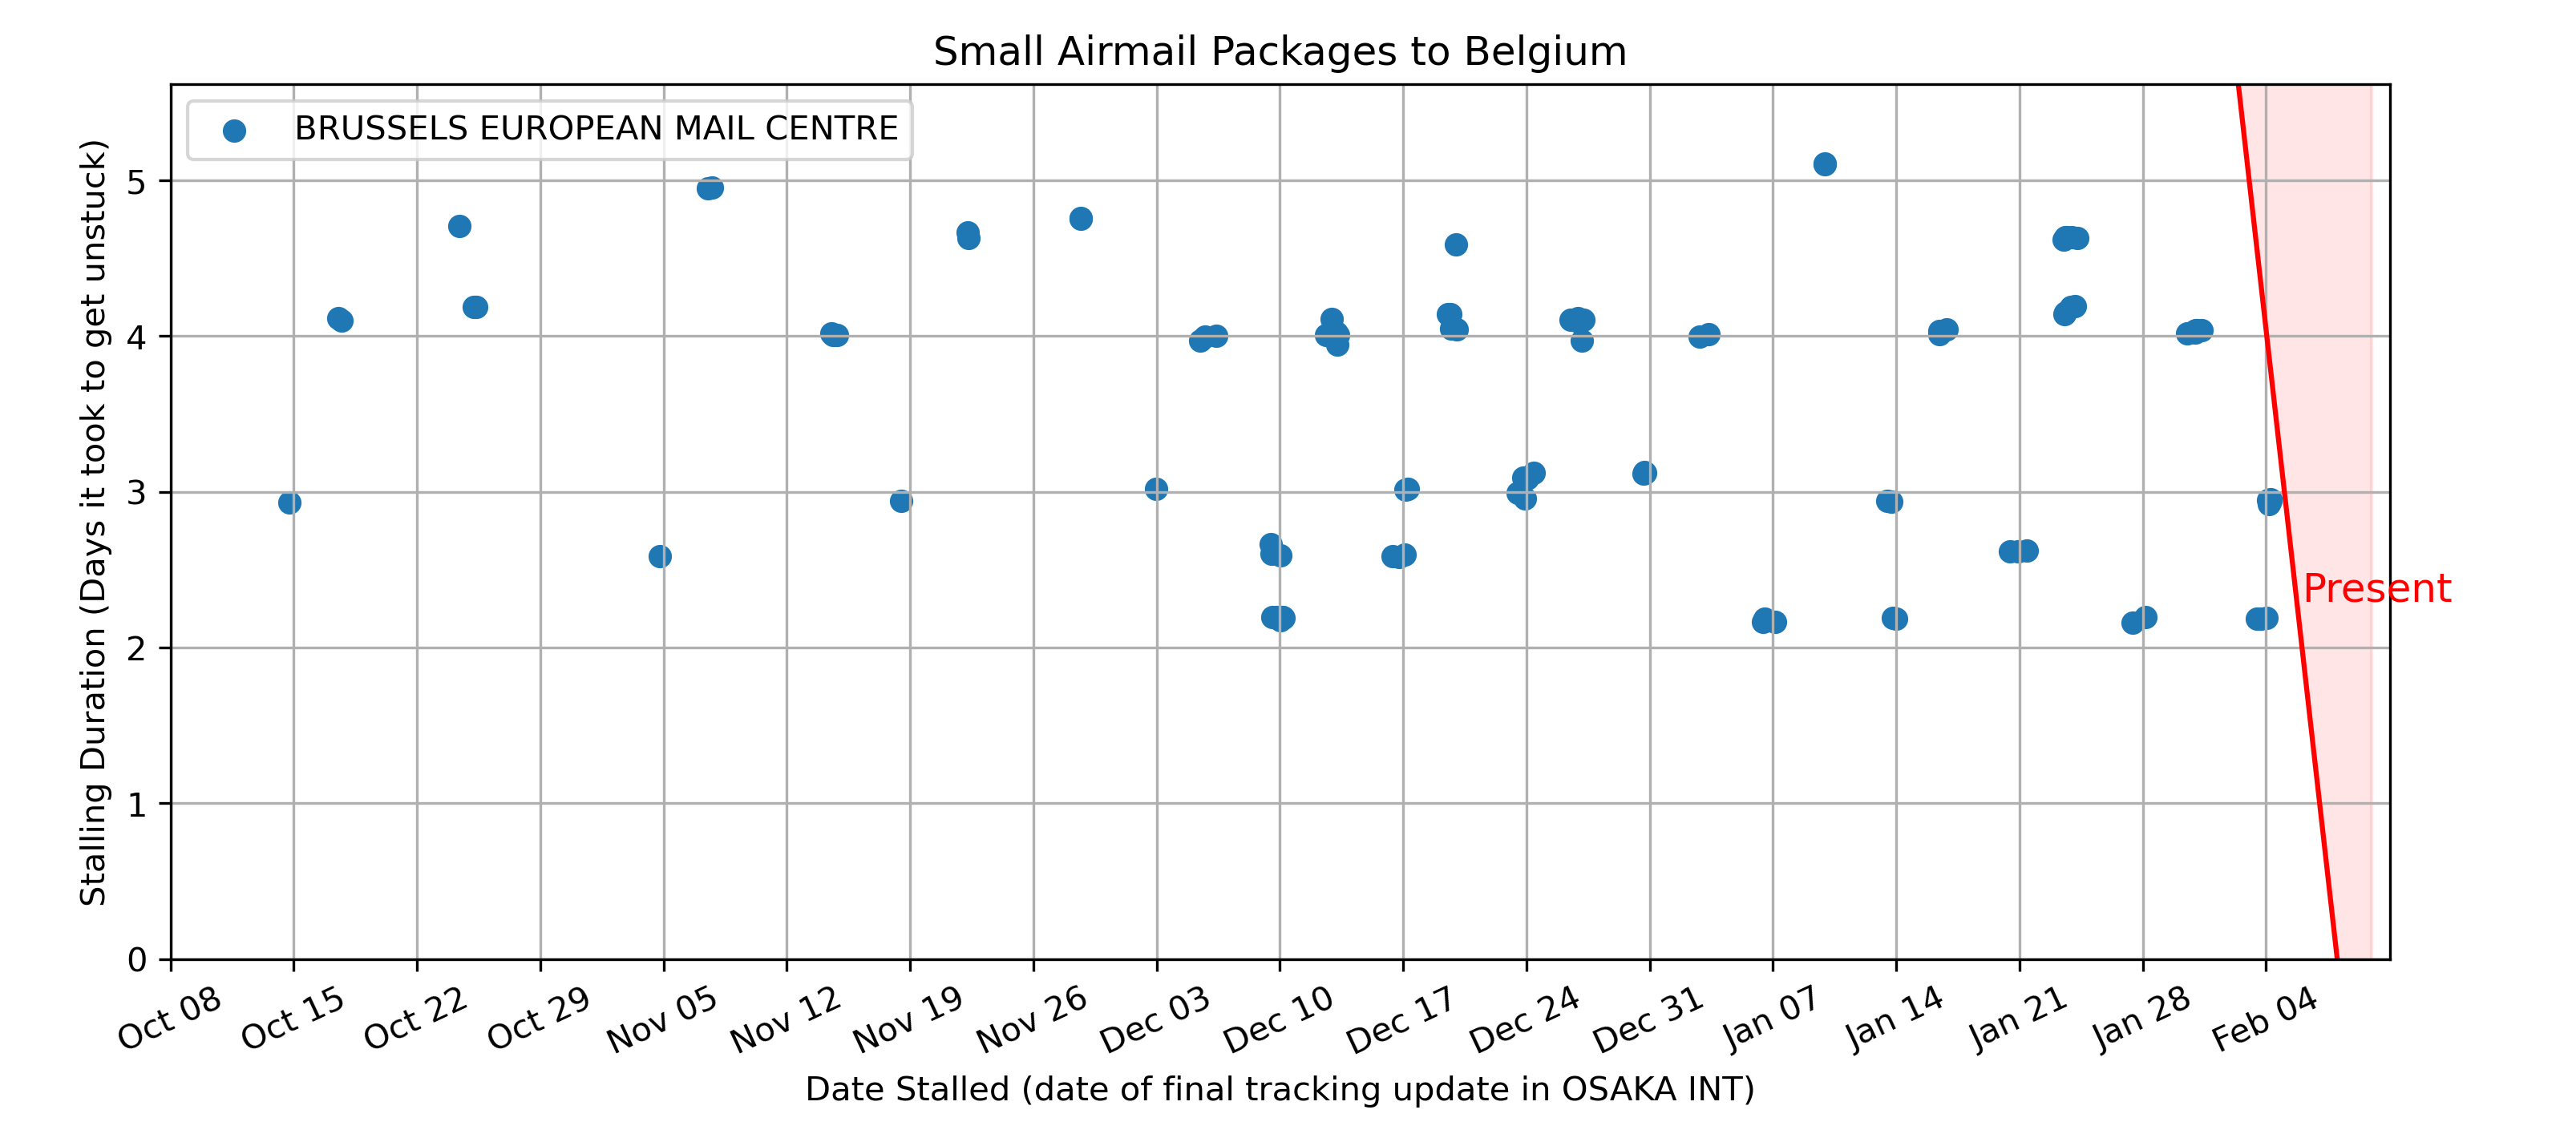 Small Airmail Packages to Belgium
BRUSSELS EUROPEAN MAIL CENTRE
Stalling Duration (Days it took to get unstuck)
5
4
3
2
1
0
Present
Oct 08
Oct 15
Oct 22
Oct 29
Nov 05
Nov 12
Nov 19
Nov 26
Dec 03
Dec 10
Dec 17
Dec 24
Dec 31
Jan 07
Jan 14
Jan 21
Jan 28
Feb 04
Date Stalled (date of final tracking update in OSAKA INT)